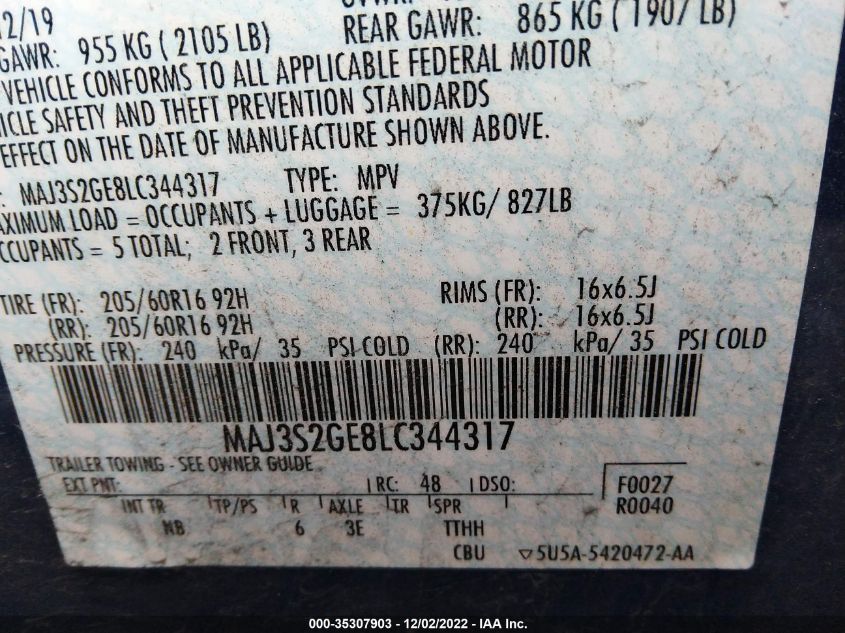 2/19
REAR GAWR: 865 KG ( 1907 LB)
GAWR: 955 KG ( 2105 LB)
VEHICLE CONFORMS TO ALL APPLICABLE FEDERAL MOTOR
ICLE SAFETY AND THEFT PREVENTION STANDARDS
EFFECT ON THE DATE OF MANUFACTURE SHOWN ABOVE.
: MAJ3S2GE8LC344317 TYPE: MPV
AXIMUM LOAD = OCCUPANTS + LUGGAGE = 375KG/ 827LB
CCUPANTS = 5 TOTAL; 2 FRONT, 3 REAR
TIRE (FR): 205/60R16 92H RIMS (FR): 16x6.5J
(RR): 205/60R16 92H (RR): 16x6.5J
PRESSURE (FR): 240 kPa/ 35 PSI COLD (RR): 240 kPa/ 35 PSI COLD
MAJ3S2GE8LC344317
TRAILER TOWING - SEE OWNER GUIDE
EXT PNT: RC: 48 DSO: F0027
INT TR TP/PS R AXLE TR SPR R0040
NB 6 3E TTHH
CBU ▽5U5A-5420472-AA
000-35307903 - 12/02/2022 - IAA Inc.